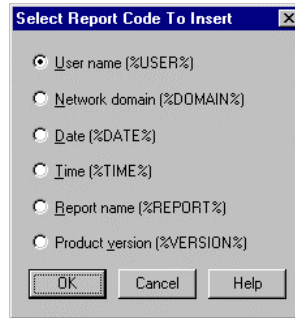 Select Report Code To Insert
User name (%USER%)
Network domain (%DOMAIN%)
Date (%DATE%)
Time (%TIME%)
Report name (%REPORT%)
Product version (%VERSION%)
OK Cancel Help